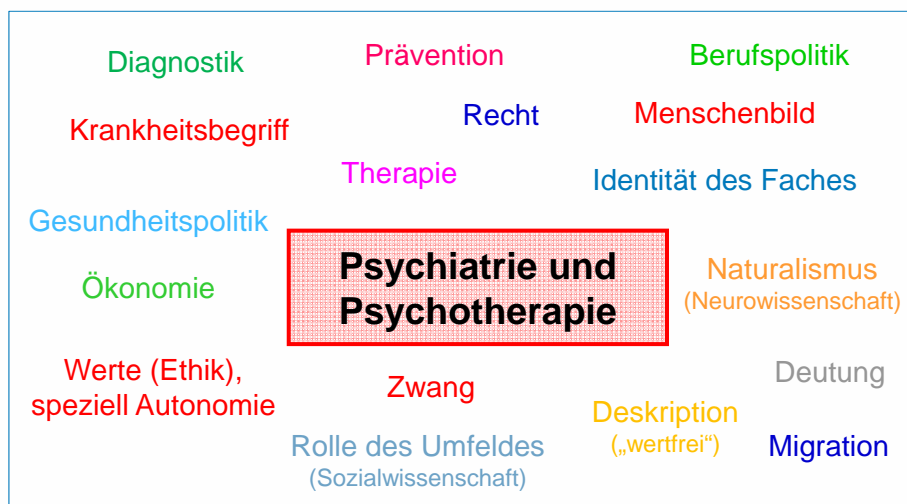 Diagnostik
Prävention
Berufspolitik
Krankheitsbegriff
Recht
Menschenbild
Therapie
Identität des Faches
Gesundheitspolitik
Psychiatrie und
Psychotherapie
Ökonomie
Naturalismus
(Neurowissenschaft)
Werte (Ethik),
speziell Autonomie
Zwang
Deutung
Deskription
(„wertfrei“)
Rolle des Umfeldes
(Sozialwissenschaft)
Migration